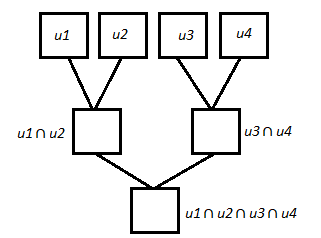 u1 u2 u3 u4
u1 ∩ u2 u3 ∩ u4
u1 ∩ u2 ∩ u3 ∩ u4